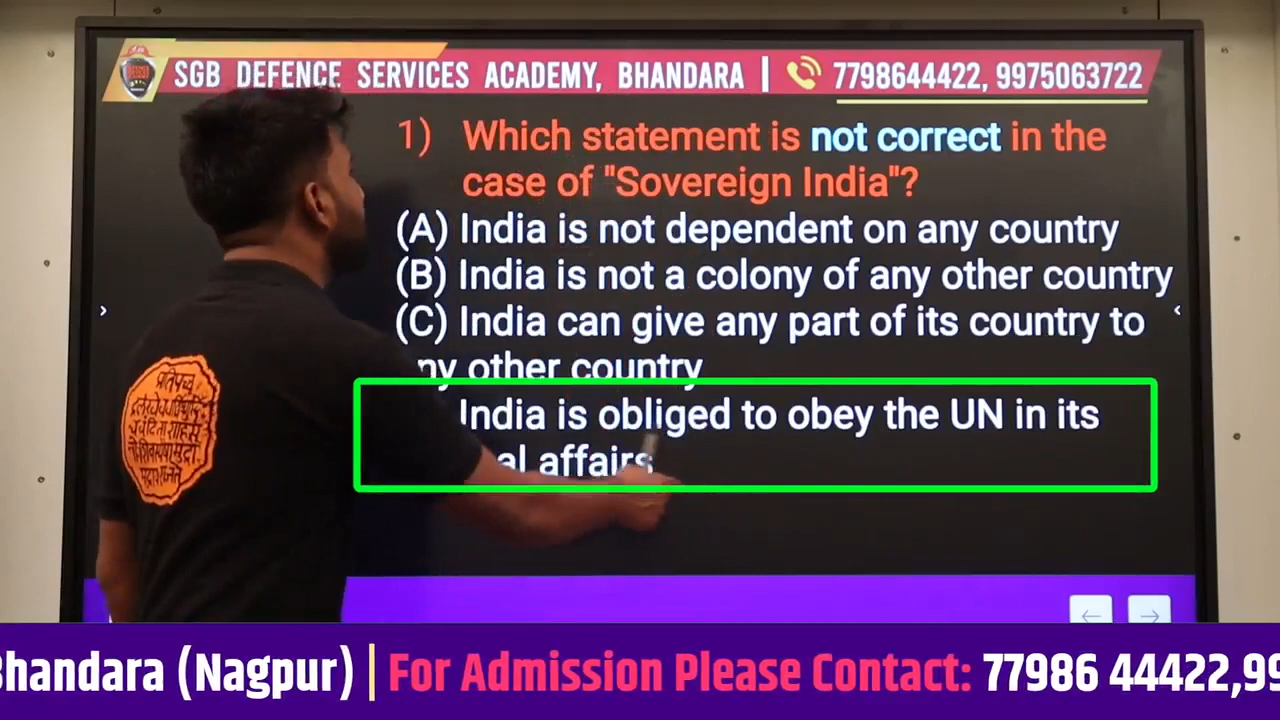 SGB DEFENCE SERVICES ACADEMY, BHANDARA | 7798644422, 9975063722
1) Which statement is not correct in the
case of "Sovereign India"?
(A) India is not dependent on any country
(B) India is not a colony of any other country
(C) India can give any part of its country to
ny other country
India is obliged to obey the UN in its
al affairs
Bhandara (Nagpur) | For Admission Please Contact: 77986 44422,99